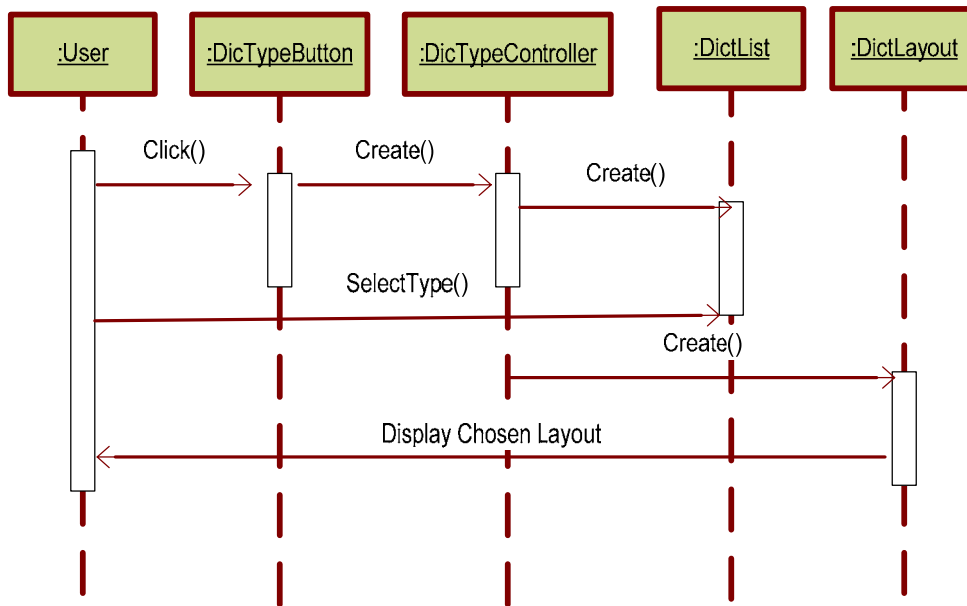 :User
:DicTypeButton
:DicTypeController
:DictList
:DictLayout
Click()
Create()
Create()
SelectType()
Create()
Display Chosen Layout